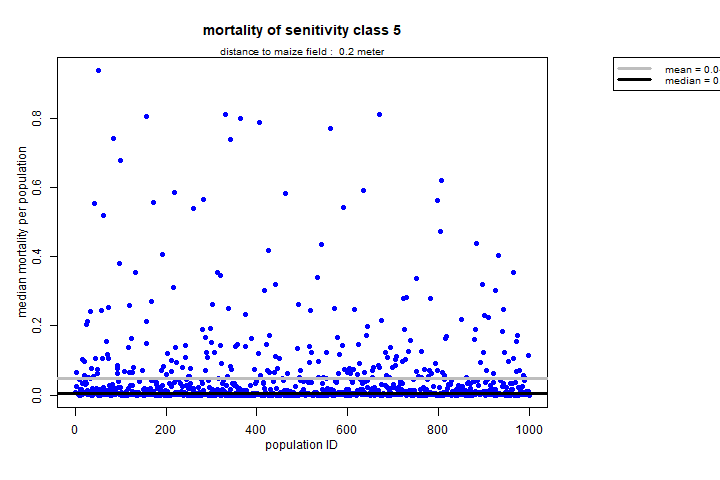 mortality of senitivity class 5
distance to maize field : 0.2 meter
mean = 0.0
median = 0
median mortality per population
0.8
0.6
0.4
0.2
0.0
0 200 400 600 800 1000
population ID